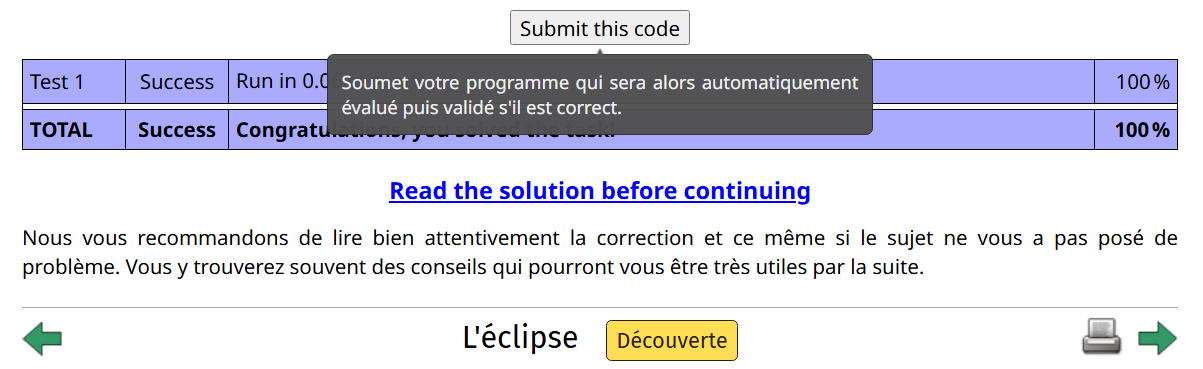 Submit this code
Soumet votre programme qui sera alors automatiquement
évalué puis validé s'il est correct.
Test 1 Success Run in 0.0 100 %
TOTAL Success Congratulations, you solved the task! 100 %
Read the solution before continuing
Nous vous recommandons de lire bien attentivement la correction et ce même si le sujet ne vous a pas posé de
problème. Vous y trouverez souvent des conseils qui pourront vous être très utiles par la suite.
L'éclipse Découverte